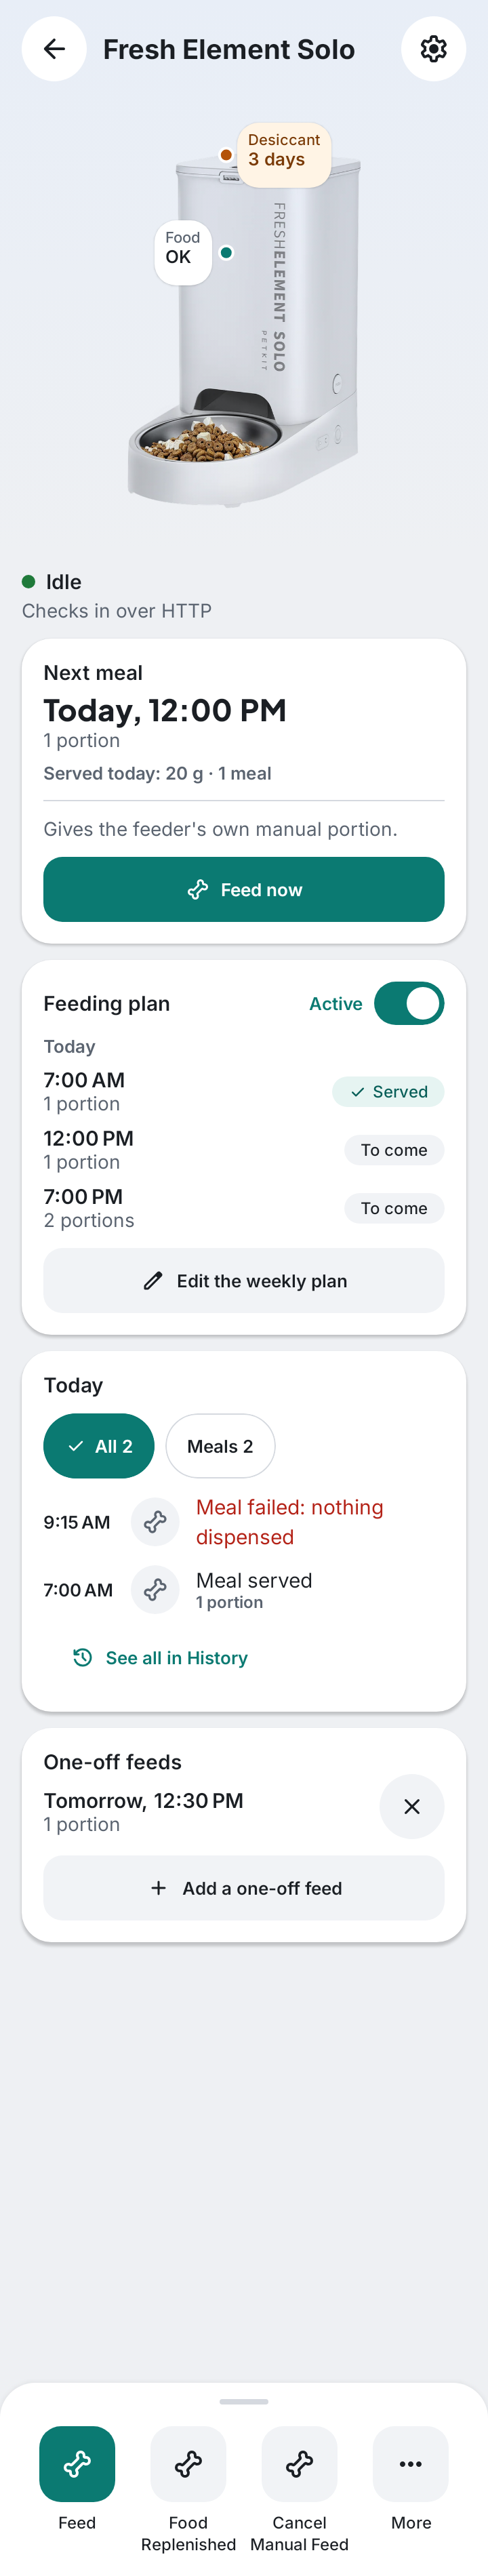 Fresh Element Solo
Desiccant
3 days
Food
OK
FRESHELEMENT SOLO
PETKIT
Idle
Checks in over HTTP
Next meal
Today, 12:00 PM
1 portion
Served today: 20 g · 1 meal
Gives the feeder's own manual portion.
Feed now
Feeding plan
Active
Today
7:00 AM
1 portion
Served
12:00 PM
1 portion
To come
7:00 PM
2 portions
To come
Edit the weekly plan
Today
All 2
Meals 2
9:15 AM
Meal failed: nothing
dispensed
7:00 AM
Meal served
1 portion
See all in History
One-off feeds
Tomorrow, 12:30 PM
1 portion
Add a one-off feed
Feed
Food
Replenished
Cancel
Manual Feed
More